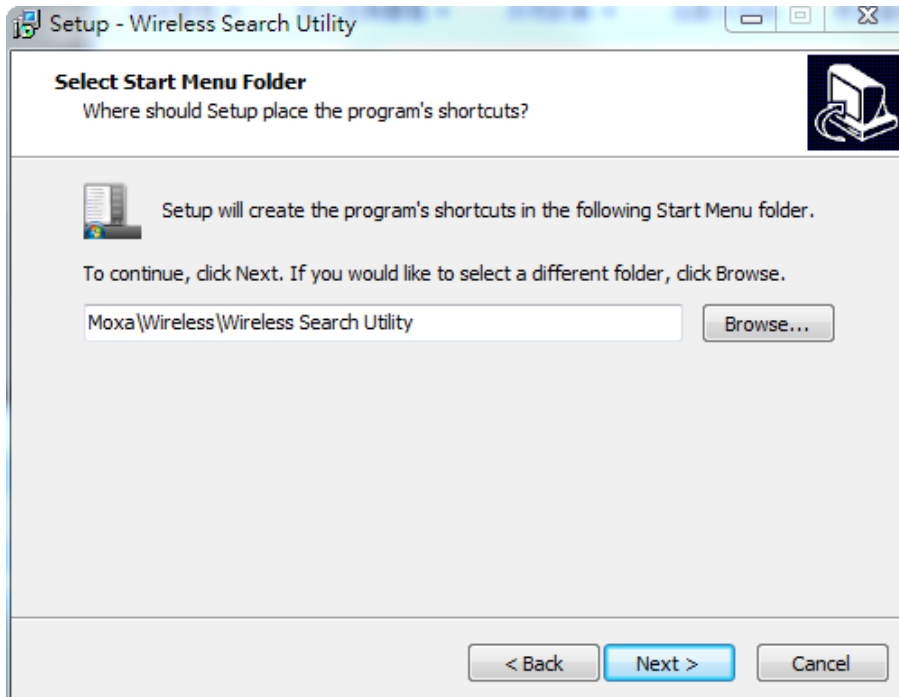 Setup - Wireless Search Utility
Select Start Menu Folder
Where should Setup place the program's shortcuts?
Setup will create the program's shortcuts in the following Start Menu folder.
To continue, click Next. If you would like to select a different folder, click Browse.
Moxa\Wireless\Wireless Search Utility
Browse...
< Back
Next >
Cancel